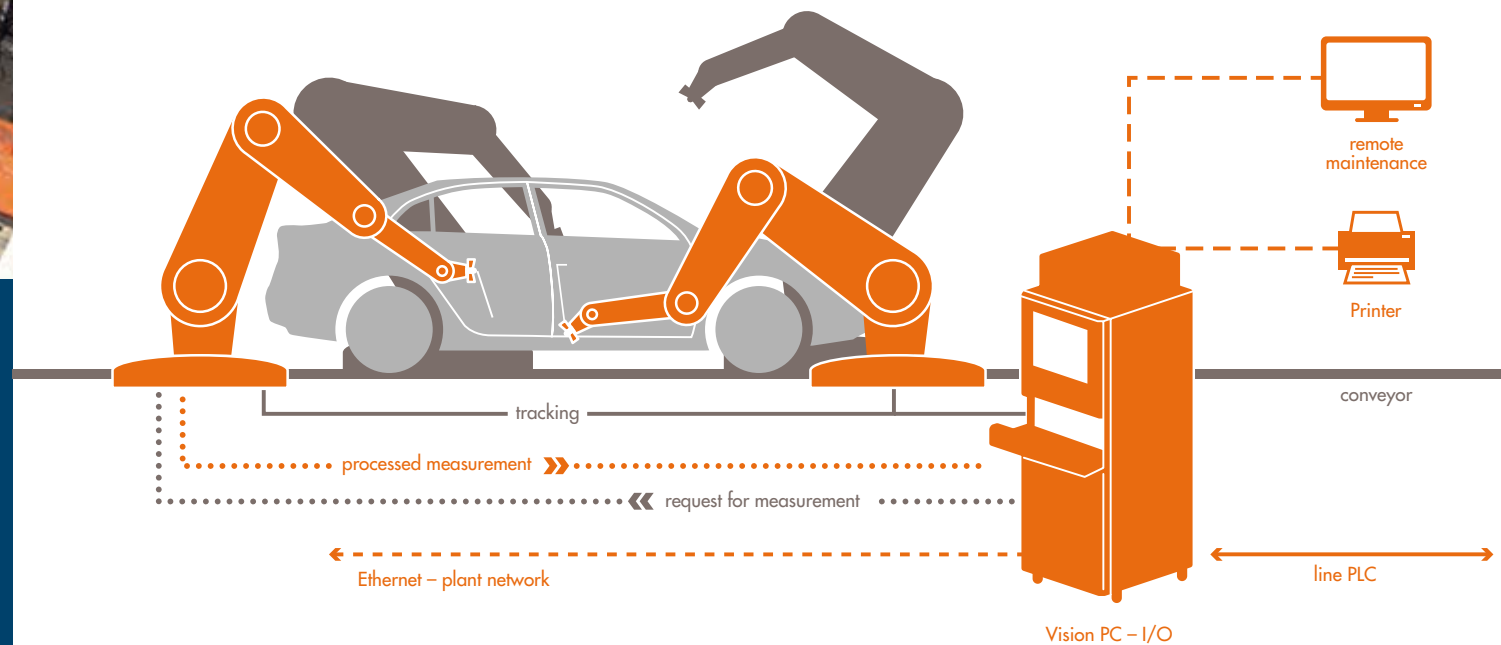 remote
maintenance
Printer
conveyor
tracking
processed measurement
request for measurement
Ethernet – plant network
line PLC
Vision PC – I/O